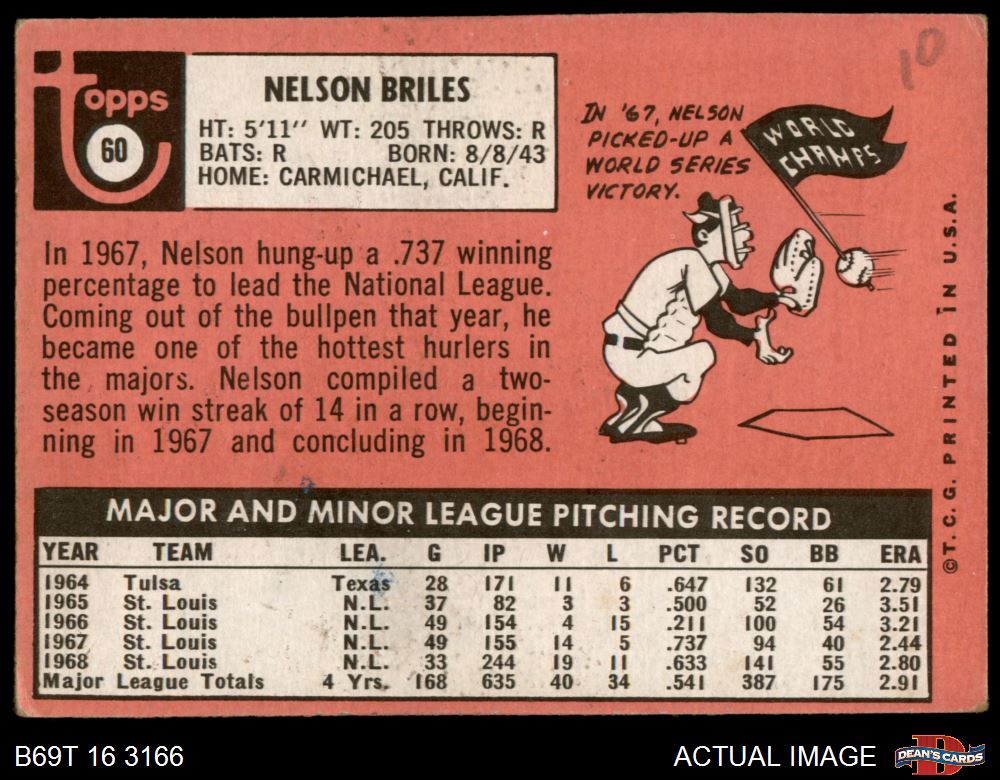 10
Topps
60
NELSON BRILES
HT: 5'11" WT: 205 THROWS: R
BATS: R BORN: 8/8/43
HOME: CARMICHAEL, CALIF.
IN '67, NELSON
PICKED-UP A
WORLD SERIES
VICTORY.
WORLD
CHAMPS
In 1967, Nelson hung-up a .737 winning
percentage to lead the National League.
Coming out of the bullpen that year, he
became one of the hottest hurlers in
the majors. Nelson compiled a two-
season win streak of 14 in a row, begin-
ning in 1967 and concluding in 1968.
©T. C. G. PRINTED IN U.S.A.
MAJOR AND MINOR LEAGUE PITCHING RECORD
YEAR TEAM LEA. G IP W L PCT SO BB ERA
1964 Tulsa Texas 28 171 11 6 .647 132 61 2.79
1965 St. Louis N.L. 37 82 3 3 .500 52 26 3.51
1966 St. Louis N.L. 49 154 4 15 .211 100 54 3.21
1967 St. Louis N.L. 49 155 14 5 .737 94 40 2.44
1968 St. Louis N.L. 33 244 19 11 .633 141 55 2.80
Major League Totals 4 Yrs. 168 635 40 34 .541 387 175 2.91
B69T 16 3166
ACTUAL IMAGE
D
DEAN'S CARDS